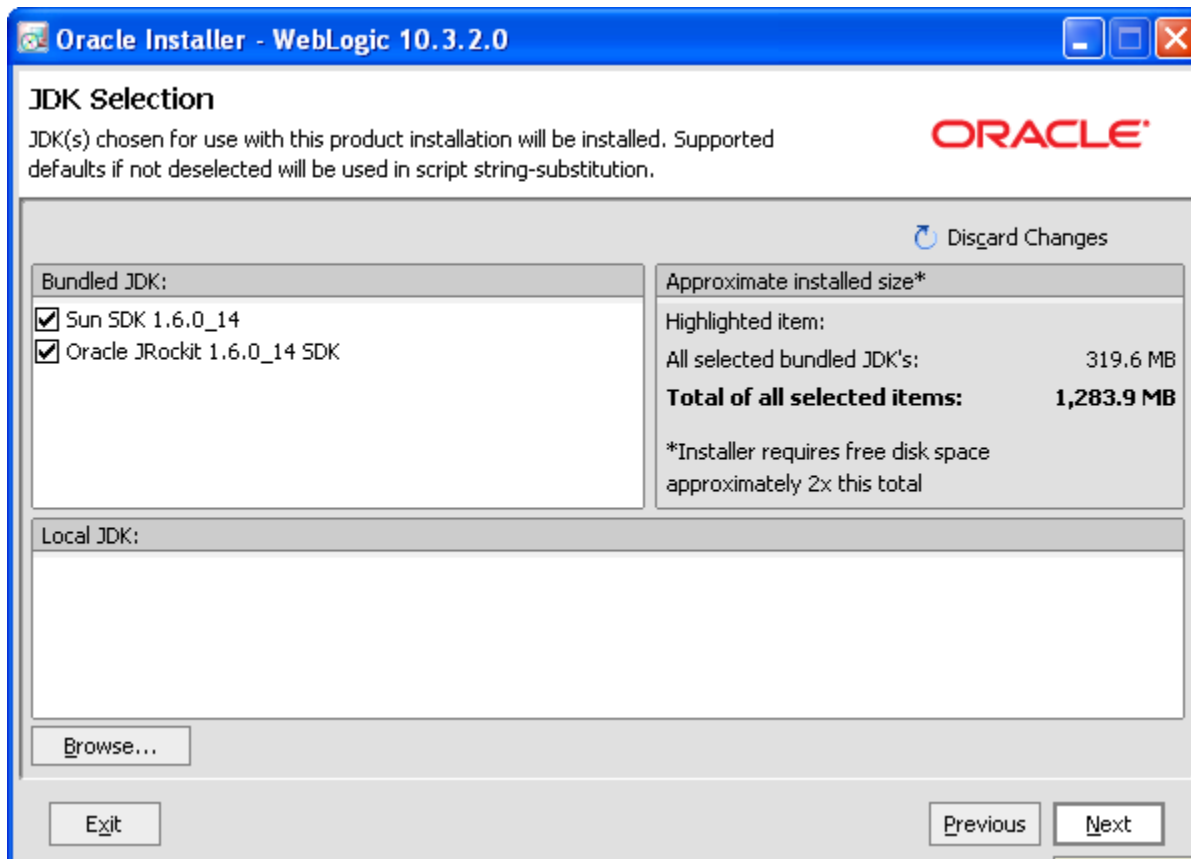 Oracle Installer - WebLogic 10.3.2.0
JDK Selection
JDK(s) chosen for use with this product installation will be installed. Supported
defaults if not deselected will be used in script string-substitution.
ORACLE
Discard Changes
Bundled JDK:
Sun SDK 1.6.0_14
Oracle JRockit 1.6.0_14 SDK
Approximate installed size*
Highlighted item:
All selected bundled JDK's: 319.6 MB
Total of all selected items: 1,283.9 MB
*Installer requires free disk space
approximately 2x this total
Local JDK:
Browse...
Exit
Previous
Next